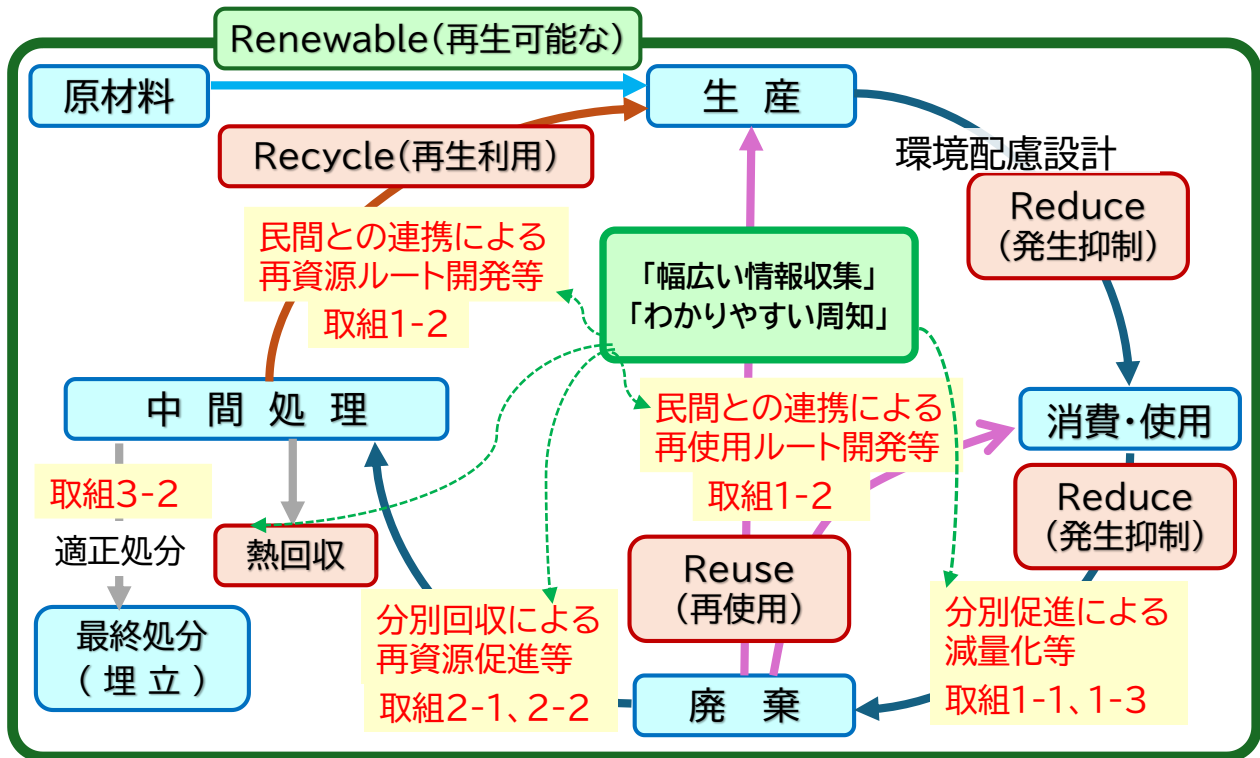 Renewable(再生可能な)
原材料
生 産
Recycle(再生利用)
環境配慮設計
Reduce
(発生抑制)
民間との連携による
再資源ルート開発等
取組1-2
「幅広い情報収集」
「わかりやすい周知」
中 間 処 理
民間との連携による
再使用ルート開発等
取組1-2
消費・使用
取組3-2
Reduce
(発生抑制)
適正処分
熱回収
Reuse
(再使用)
最終処分
(埋 立)
分別回収による
再資源促進等
取組2-1、2-2
分別促進による
減量化等
取組1-1、1-3
廃 棄